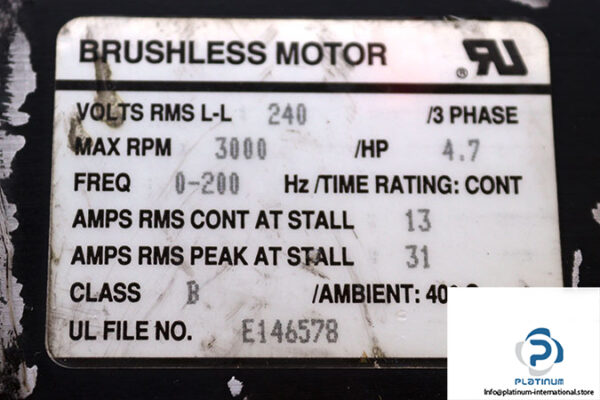 BRUSHLESS MOTOR
®
VOLTS RMS L-L 240 /3 PHASE
MAX RPM 3000 /HP 4.7
FREQ 0-200 Hz /TIME RATING: CONT
AMPS RMS CONT AT STALL 13
AMPS RMS PEAK AT STALL 31
CLASS B /AMBIENT:
UL FILE NO. E146578
PLATINUM
Info@platinum-international.store